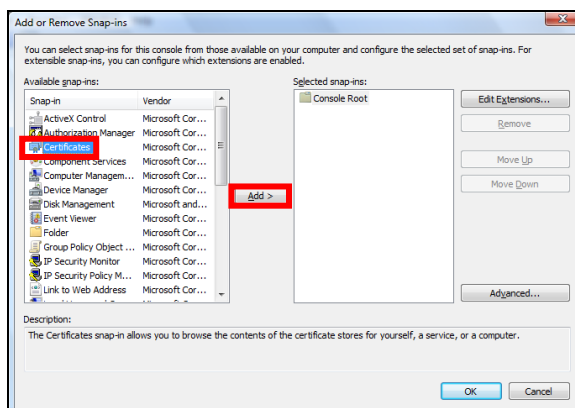 Add or Remove Snap-ins
You can select snap-ins for this console from those available on your computer and configure the selected set of snap-ins. For
extensible snap-ins, you can configure which extensions are enabled.
Available snap-ins:
Selected snap-ins:
Snap-in Vendor
ActiveX Control Microsoft Cor...
Authorization Manager Microsoft Cor...
Certificates Microsoft Cor...
Component Services Microsoft Cor...
Computer Managem... Microsoft Cor...
Device Manager Microsoft Cor...
Disk Management Microsoft and...
Event Viewer Microsoft Cor...
Folder Microsoft Cor...
Group Policy Object ... Microsoft Cor...
IP Security Monitor Microsoft Cor...
IP Security Policy M... Microsoft Cor...
Link to Web Address Microsoft Cor...
Add >
Console Root
Edit Extensions...
Remove
Move Up
Move Down
Advanced...
Description:
The Certificates snap-in allows you to browse the contents of the certificate stores for yourself, a service, or a computer.
OK Cancel